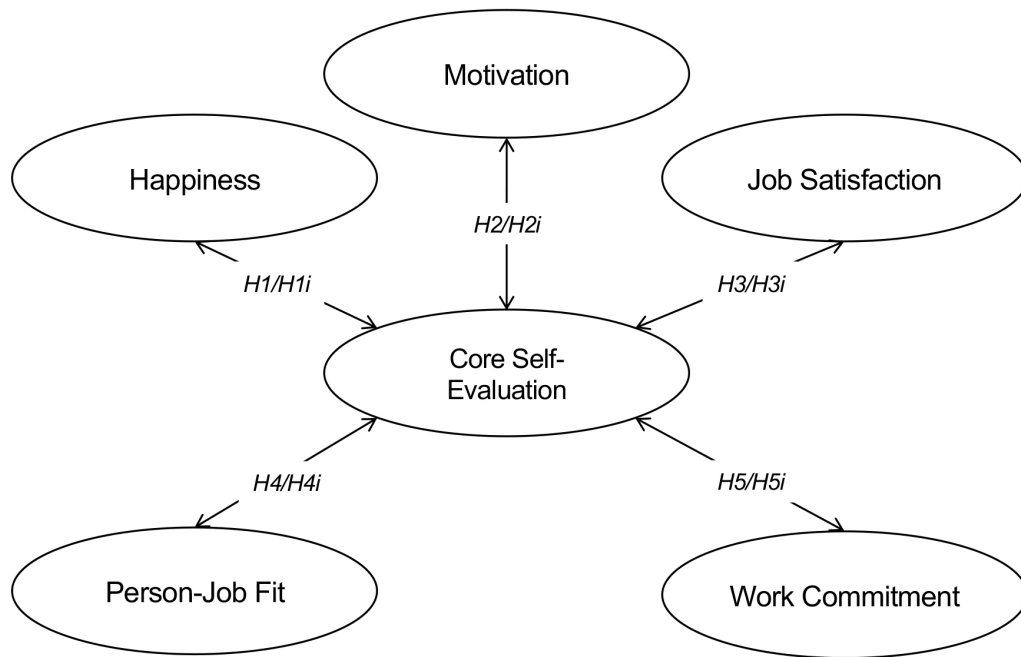 Motivation
Happiness
Job Satisfaction
H2/H2i
H1/H1i
H3/H3i
Core Self-
Evaluation
H4/H4i
H5/H5i
Person-Job Fit
Work Commitment